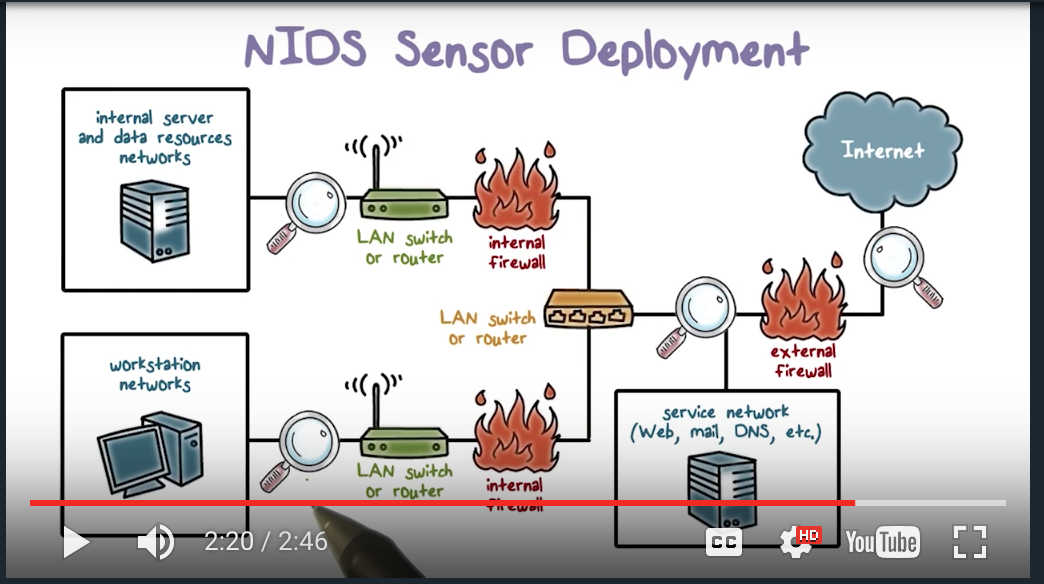 NIDS Sensor Deployment
internal server
and data resources
networks
Internet
LAN switch
or router
internal
firewall
LAN switch
or router
external
firewall
workstation
networks
service network
(Web, mail, DNS, etc.)
LAN switch
or router
internal
firewall
2:20 / 2:46
CC
HD
YouTube